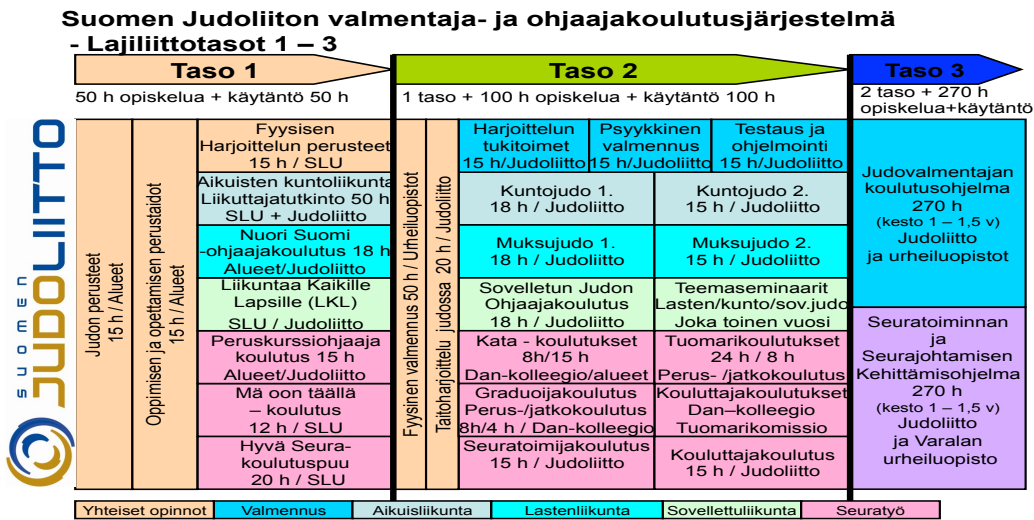 Suomen Judoliiton valmentaja- ja ohjaajakoulutusjärjestelmä
- Lajiliittotasot 1 – 3
Taso 1
Taso 2
Taso 3
50 h opiskelua + käytäntö 50 h
1 taso + 100 h opiskelua + käytäntö 100 h
2 taso + 270 h
opiskelua+käytäntö
SUOMEN
JUDOLIITTO
Judon perusteet
15 h / Alueet
Oppimisen ja opettamisen perustaidot
15 h / Alueet
Fyysisen
Harjoittelun perusteet
15 h / SLU
Aikuisten kuntoliikunta
Liikuttajatutkinto 50 h
SLU + Judoliitto
Nuori Suomi
-ohjaajakoulutus 18 h
Alueet/Judoliitto
Liikuntaa Kaikille
Lapsille (LKL)
SLU / Judoliitto
Peruskurssiohjaaja
koulutus 15 h
Alueet/Judoliitto
Mä oon täällä
– koulutus
12 h / SLU
Hyvä Seura-
koulutuspuu
20 h / SLU
Fyysinen valmennus 50 h / Urheiluopistot
Taitoharjoittelu judossa 20 h / Judoliitto
Harjoittelun
tukitoimet
15 h/Judoliitto
Psyykkinen
valmennus
15 h/Judoliitto
Testaus ja
ohjelmointi
15 h/Judoliitto
Kuntojudo 1.
18 h / Judoliitto
Kuntojudo 2.
15 h / Judoliitto
Muksujudo 1.
18 h / Judoliitto
Muksujudo 2.
15 h / Judoliitto
Sovelletun Judon
Ohjaajakoulutus
18 h / Judoliitto
Teemaseminaarit
Lasten/kunto/sov.judo
Joka toinen vuosi
Kata - koulutukset
8h/15 h
Dan-kolleegio/alueet
Tuomarikoulutukset
24 h / 8 h
Perus- /jatkokoulutus
Graduoijakoulutus
Perus-/jatkokoulutus
8h/4 h / Dan-kolleegio
Kouluttajakoulutukset
Dan–kolleegio
Tuomarikomissio
Seuratoimijakoulutus
15 h / Judoliitto
Kouluttajakoulutus
15 h / Judoliitto
Judovalmentajan
koulutusohjelma
270 h
(kesto 1 – 1,5 v)
Judoliitto
ja urheiluopistot
Seuratoiminnan
ja
Seurajohtamisen
Kehittämisohjelma
270 h
(kesto 1 – 1,5 v)
Judoliitto
ja Varalan
urheiluopisto
Yhteiset opinnot
Valmennus
Aikuisliikunta
Lastenliikunta
Sovellettuliikunta
Seuratyö